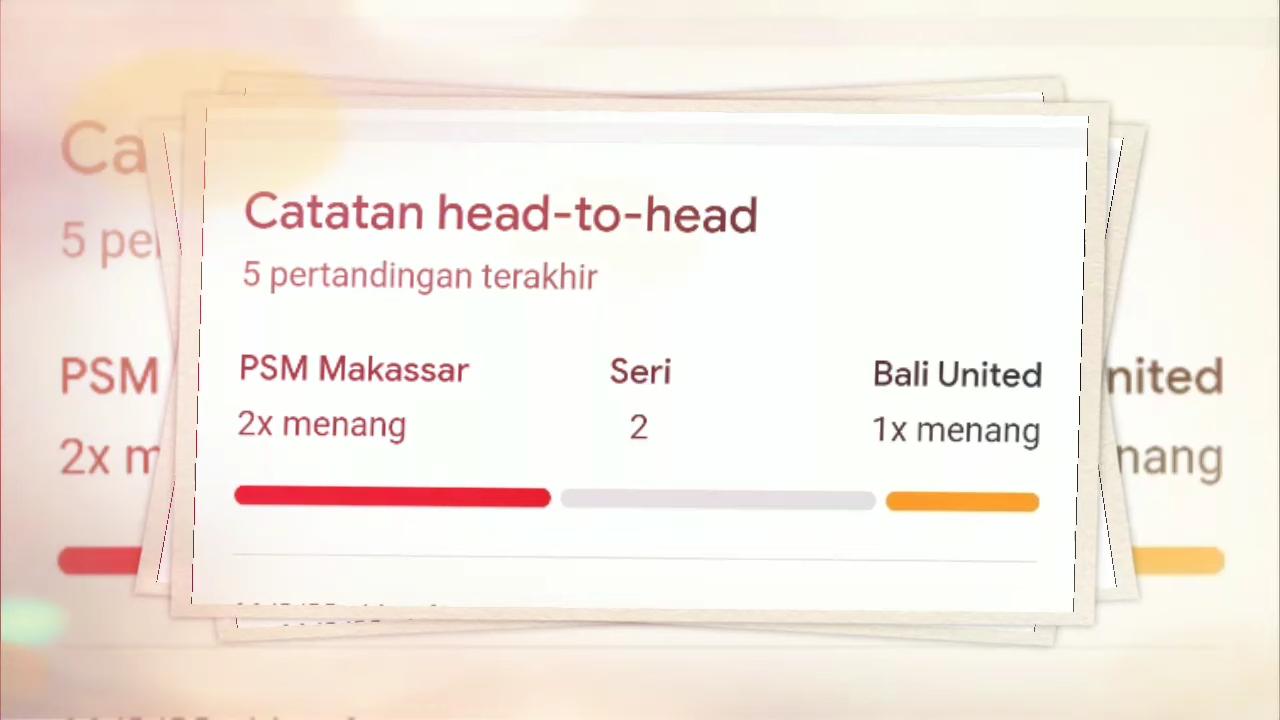 Catatan head-to-head
5 pertandingan terakhir
PSM Makassar Seri Bali United
2x menang 2 1x menang